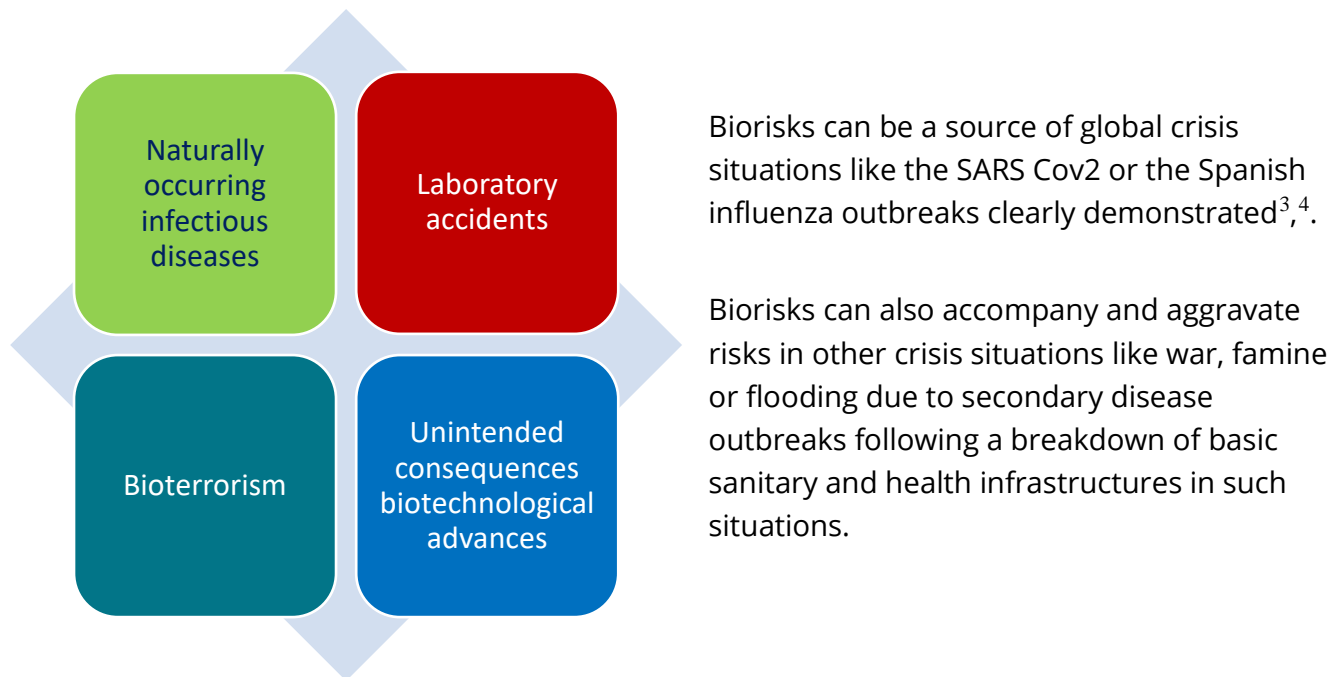 Naturally
occurring
infectious
diseases
Laboratory
accidents
Bioterrorism
Unintended
consequences
biotechnological
advances
Biorisks can be a source of global crisis
situations like the SARS Cov2 or the Spanish
influenza outbreaks clearly demonstrated³,⁴.
Biorisks can also accompany and aggravate
risks in other crisis situations like war, famine
or flooding due to secondary disease
outbreaks following a breakdown of basic
sanitary and health infrastructures in such
situations.